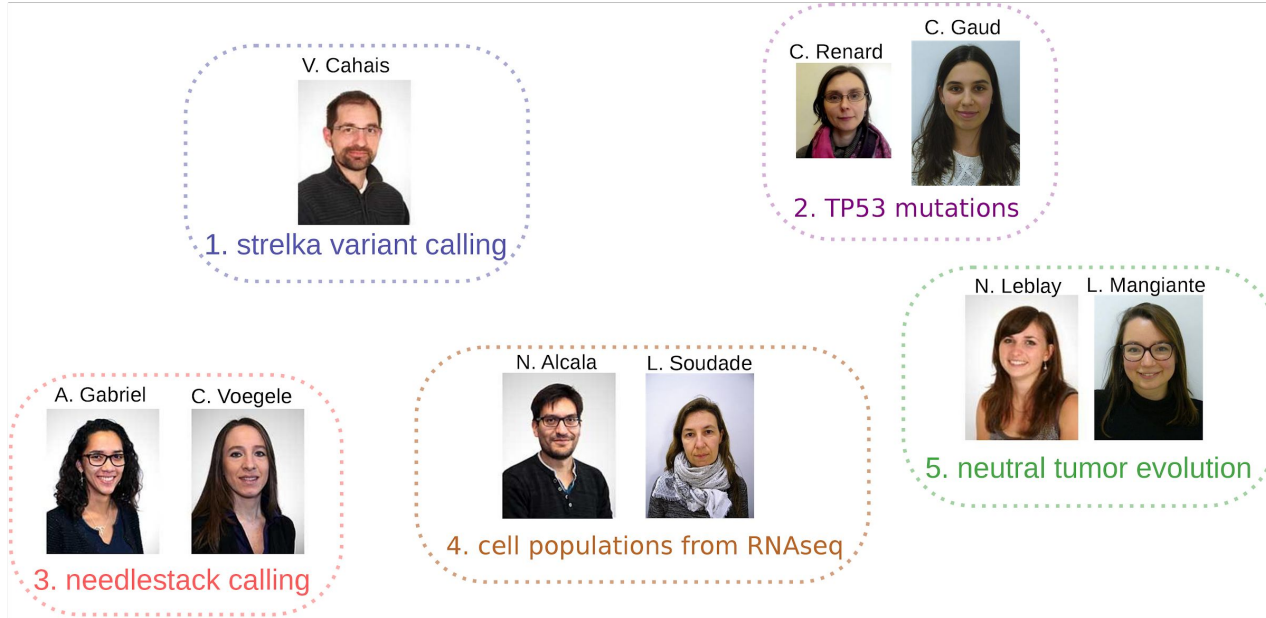 V. Cahais
1. strelka variant calling
C. Renard
C. Gaud
2. TP53 mutations
A. Gabriel
C. Voegele
3. needlestack calling
N. Alcala
L. Soudade
4. cell populations from RNAseq
N. Leblay
L. Mangiante
5. neutral tumor evolution